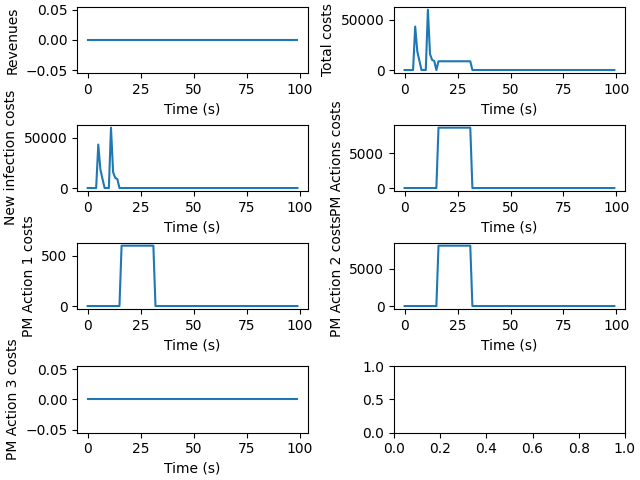 Revenues
0.05
0.00
−0.05
0 25 50 75 100
Time (s)
Total costs
50000
0
0 25 50 75 100
Time (s)
New infection costs
50000
0
0 25 50 75 100
Time (s)
PM Actions costs
5000
0
0 25 50 75 100
Time (s)
PM Action 1 costs
500
0
0 25 50 75 100
Time (s)
PM Action 2 costs
5000
0
0 25 50 75 100
Time (s)
PM Action 3 costs
0.05
0.00
−0.05
0 25 50 75 100
Time (s)
1.0
0.5
0.0
0.0 0.2 0.4 0.6 0.8 1.0